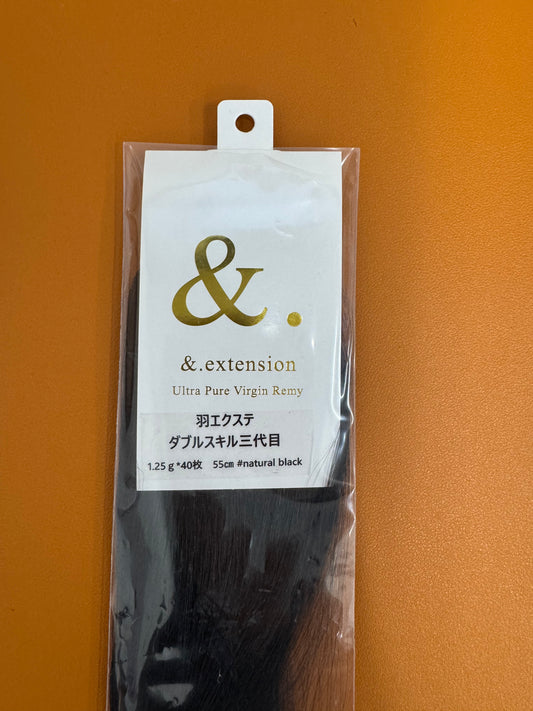 &.
&.extension
Ultra Pure Virgin Remy
羽エクステ
ダブルスキル三代目
1.25ｇ*40枚　55㎝ #natural black